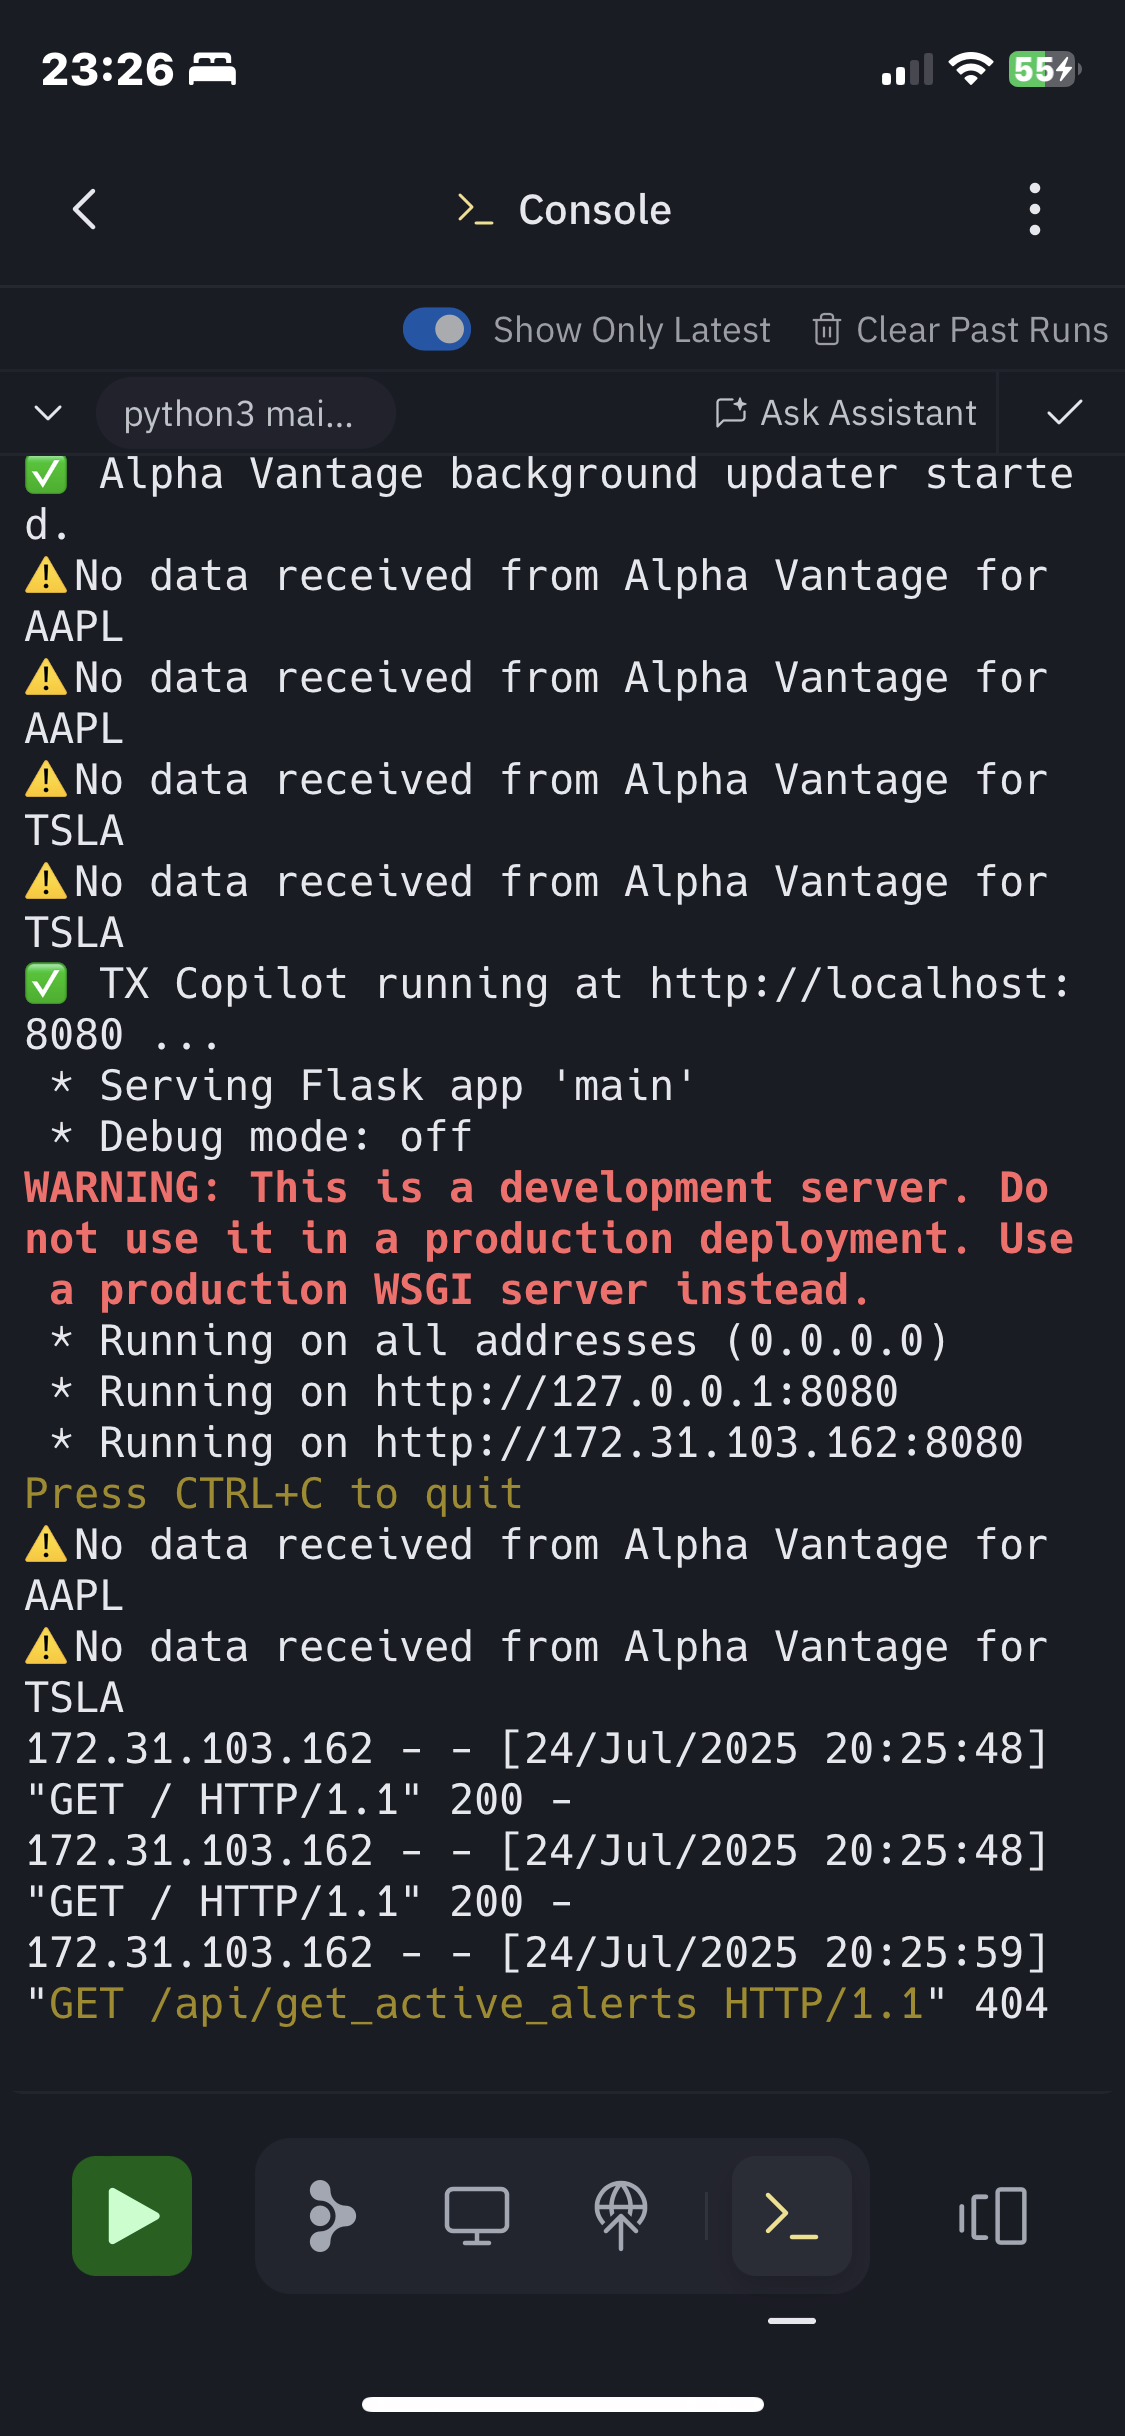 23:26
55
Console
Show Only Latest Clear Past Runs
python3 mai... Ask Assistant
✅ Alpha Vantage background updater starte
d.
⚠️No data received from Alpha Vantage for
AAPL
⚠️No data received from Alpha Vantage for
AAPL
⚠️No data received from Alpha Vantage for
TSLA
⚠️No data received from Alpha Vantage for
TSLA
✅ TX Copilot running at http://localhost:
8080 ...
 * Serving Flask app 'main'
 * Debug mode: off
WARNING: This is a development server. Do
not use it in a production deployment. Use
 a production WSGI server instead.
 * Running on all addresses (0.0.0.0)
 * Running on http://127.0.0.1:8080
 * Running on http://172.31.103.162:8080
Press CTRL+C to quit
⚠️No data received from Alpha Vantage for
AAPL
⚠️No data received from Alpha Vantage for
TSLA
172.31.103.162 - - [24/Jul/2025 20:25:48]
"GET / HTTP/1.1" 200 -
172.31.103.162 - - [24/Jul/2025 20:25:48]
"GET / HTTP/1.1" 200 -
172.31.103.162 - - [24/Jul/2025 20:25:59]
"GET /api/get_active_alerts HTTP/1.1" 404